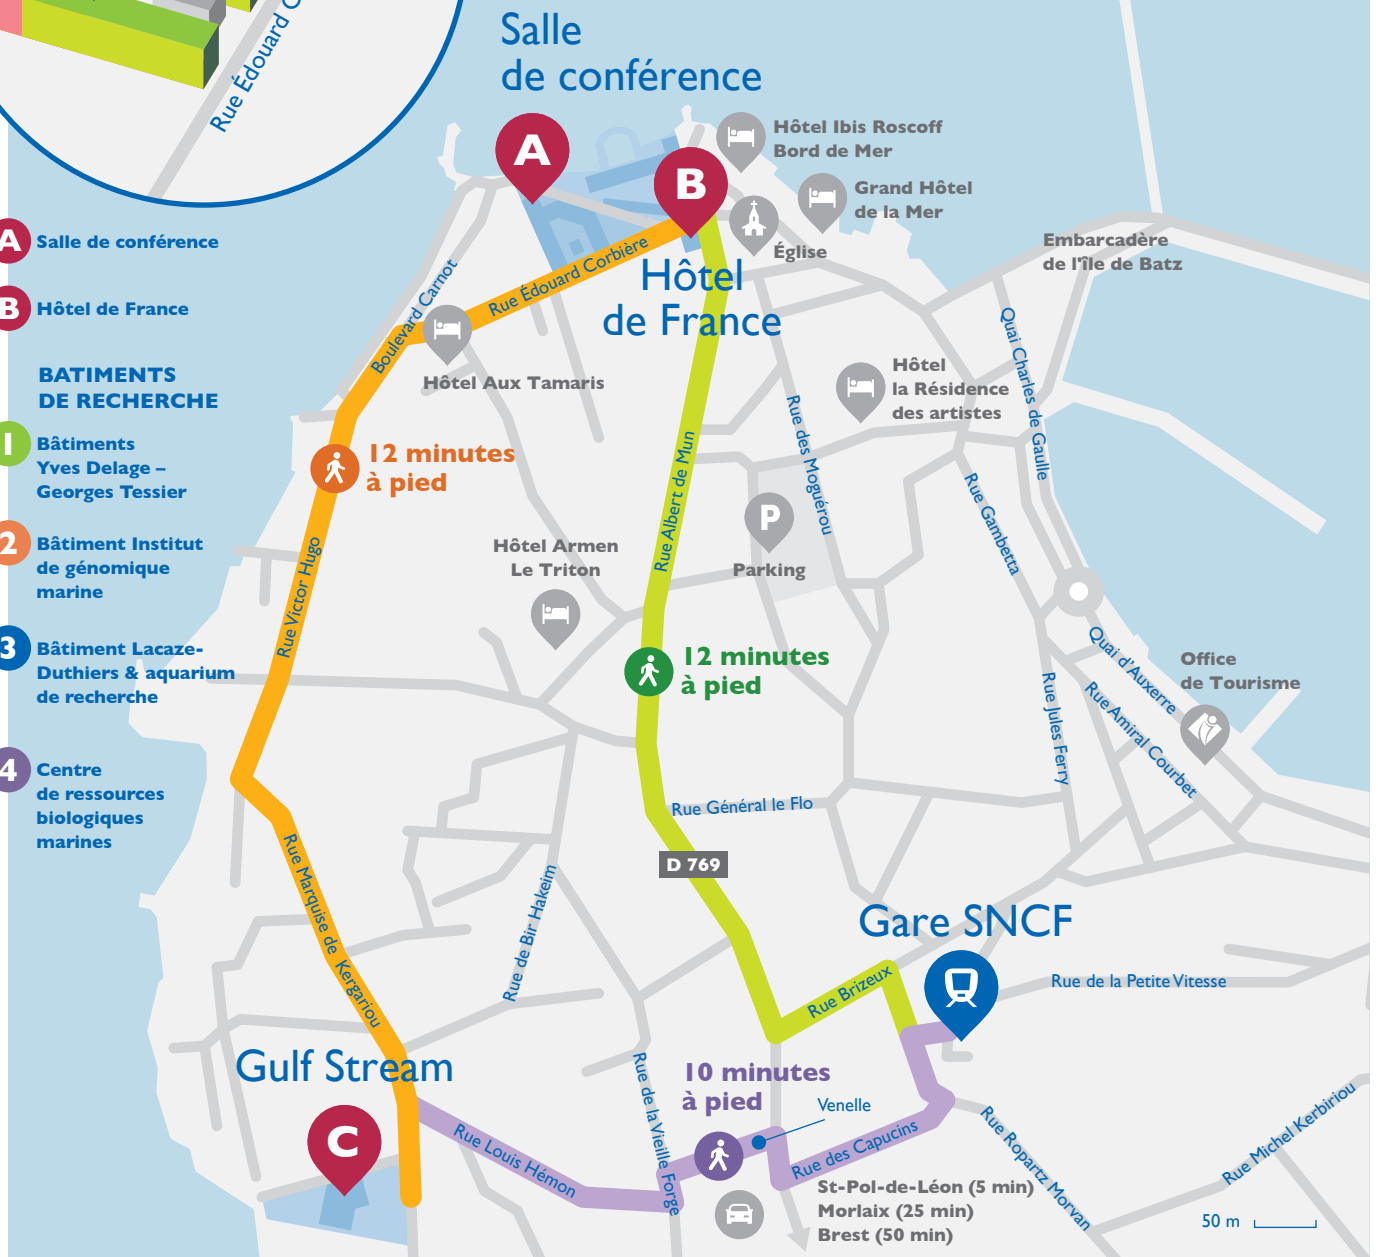 Rue Édouard C
Salle
de conférence
A
B
Hôtel Ibis Roscoff
Bord de Mer
Grand Hôtel
de la Mer
Église
Embarcadère
de l'île de Batz
A Salle de conférence
B Hôtel de France
BATIMENTS
DE RECHERCHE
1 Bâtiments
Yves Delage –
Georges Tessier
2 Bâtiment Institut
de génomique
marine
3 Bâtiment Lacaze-
Duthiers & aquarium
de recherche
4 Centre
de ressources
biologiques
marines
Boulevard Carnot
Rue Édouard Corbière
Hôtel
de France
Hôtel Aux Tamaris
Hôtel
la Résidence
des artistes
Quai Charles de Gaulle
Rue des Moguérou
12 minutes
à pied
Rue Albert de Mun
Rue Gambetta
P
Parking
Hôtel Armen
Le Triton
Rue Victor Hugo
12 minutes
à pied
Quai d'Auxerre
Office
de Tourisme
Rue Jules Ferry
Rue Amiral Courbet
Rue Général le Flo
D 769
Rue Marquise de Kergariou
Rue de Bir Hakeim
Gare SNCF
Rue Brizeux
Rue de la Petite Vitesse
Gulf Stream
C
Rue de la Vieille Forge
10 minutes
à pied
Venelle
Rue Louis Hémon
Rue des Capucins
Rue Ropartz Morvan
Rue Michel Kerbiriou
St-Pol-de-Léon (5 min)
Morlaix (25 min)
Brest (50 min)
50 m